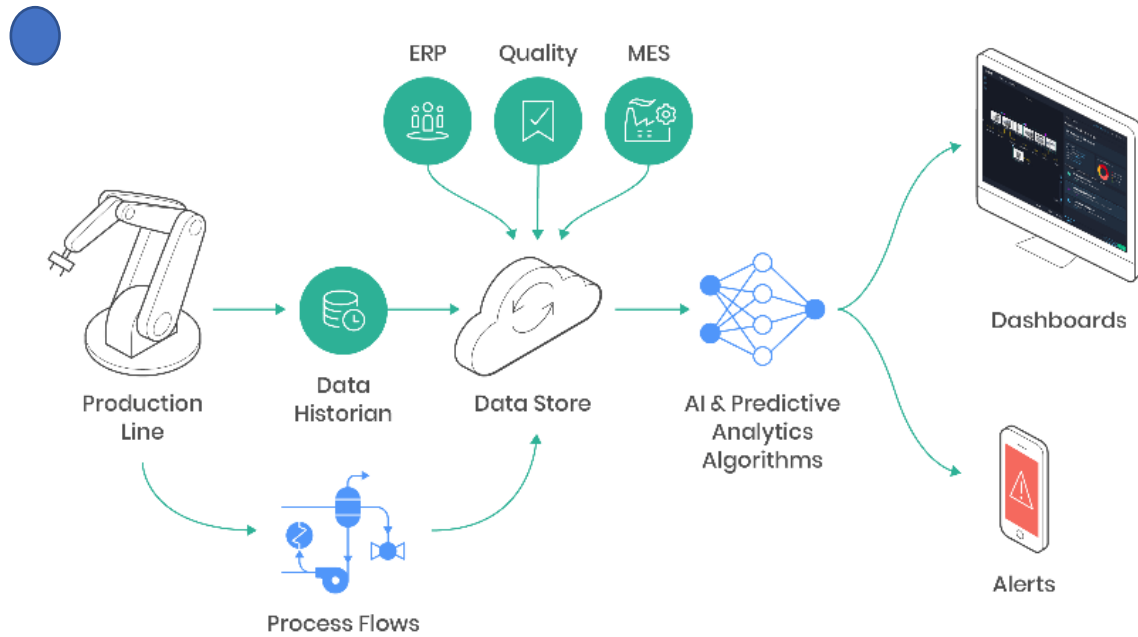 ERP
Quality
MES
Production
Line
Data
Historian
Data Store
AI & Predictive
Analytics
Algorithms
Dashboards
Process Flows
Alerts